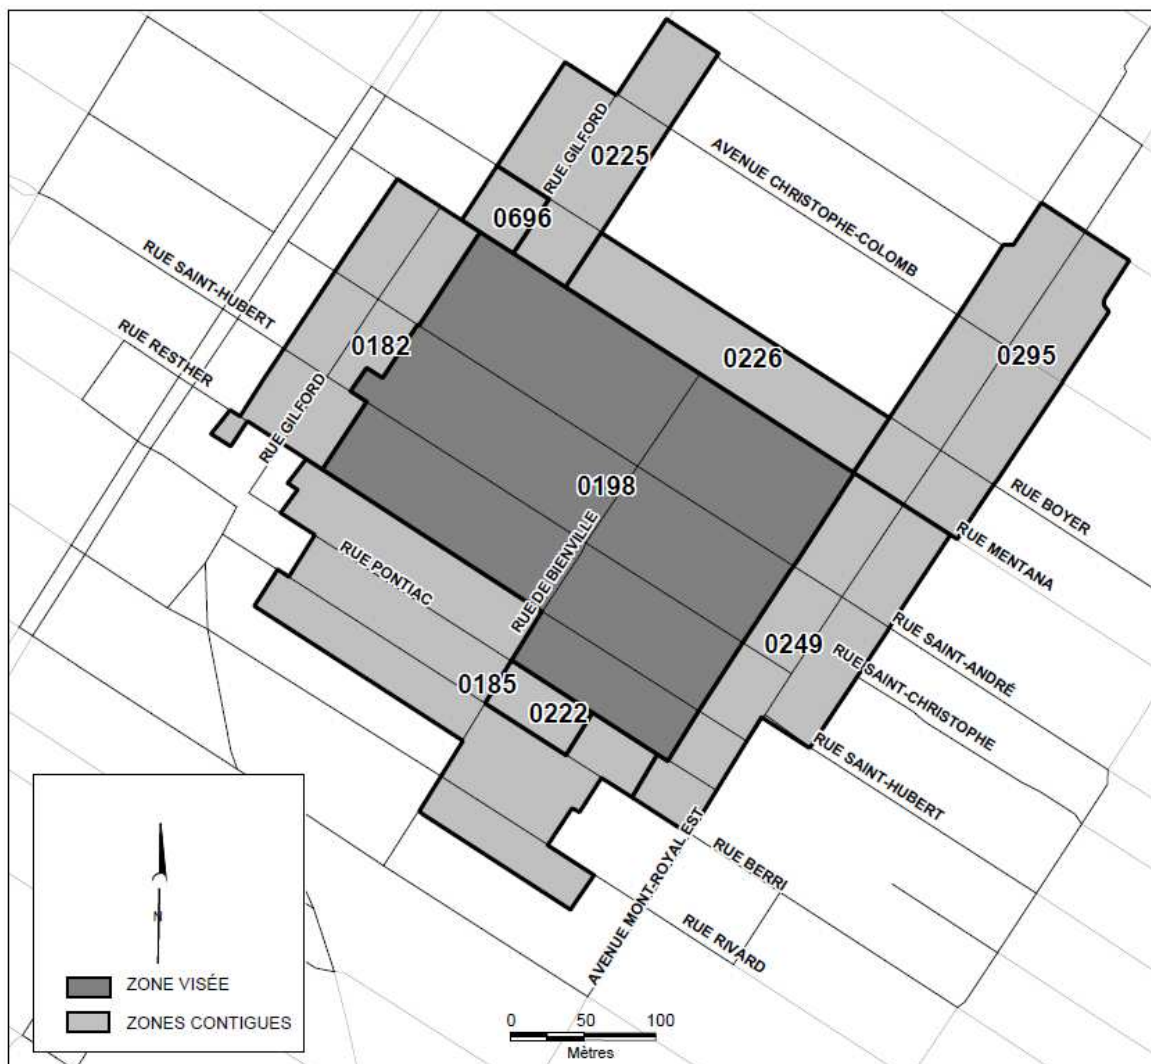 RUE GILFORD
0225
AVENUE CHRISTOPHE-COLOMB
0696
RUE SAINT-HUBERT
RUE RESTHER
0182
0226
0295
RUE GILFORD
0198
RUE BOYER
RUE MENTANA
RUE PONTIAC
RUE DE BIENVILLE
0249
RUE SAINT-ANDRÉ
RUE SAINT-CHRISTOPHE
0185
0222
RUE SAINT-HUBERT
AVENUE MONT-ROYAL EST
RUE BERRI
RUE RIVARD
N
ZONE VISÉE
ZONES CONTIGUES
0 50 100
Mètres